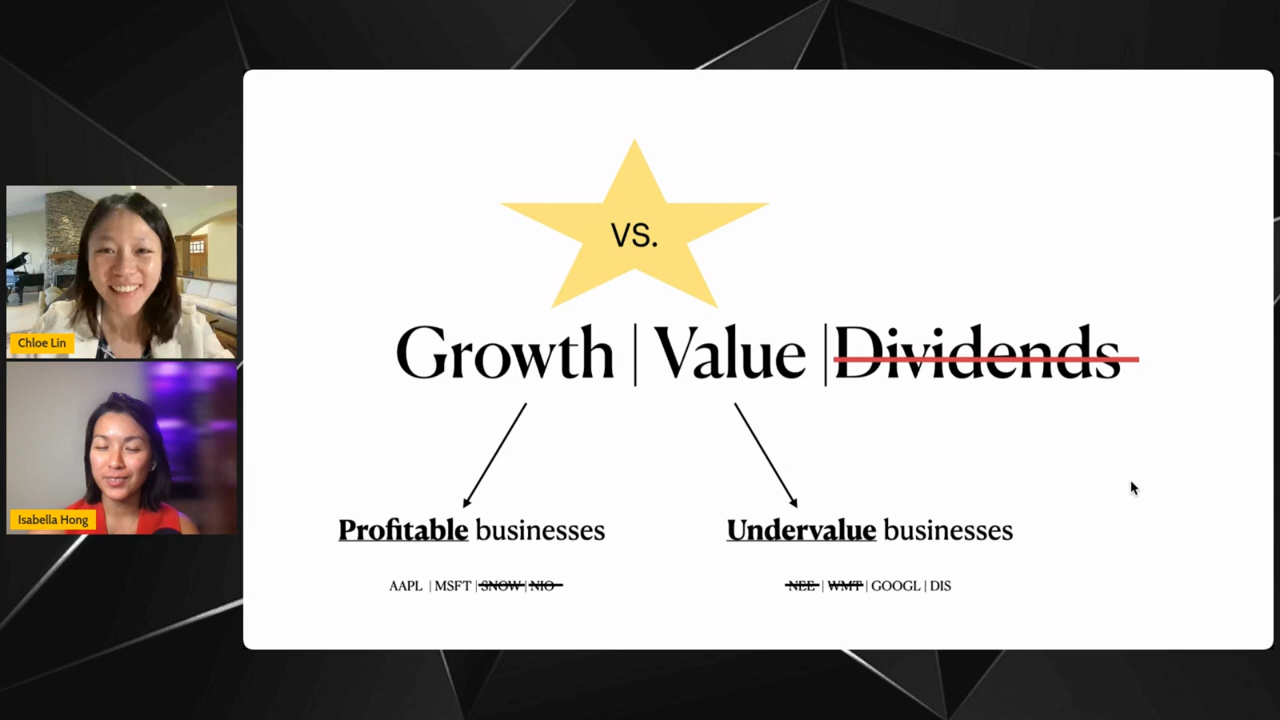 Chloe Lin
Isabella Hong
VS.
Growth | Value | Dividends
Profitable businesses
AAPL | MSFT | SNOW | NIO
Undervalue businesses
NEE | WMT | GOOGL | DIS